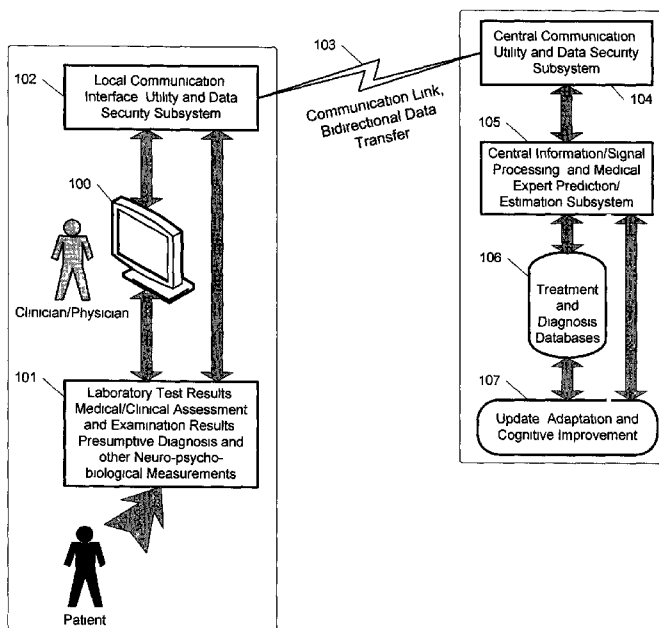 102
Local Communication
Interface Utility and Data
Security Subsystem
100
Clinician/Physician
101
Laboratory Test Results
Medical/Clinical Assessment
and Examination Results
Presumptive Diagnosis and
other Neuro-psycho-
biological Measurements
Patient
103
Communication Link,
Bidirectional Data
Transfer
Central Communication
Utility and Data Security
Subsystem
104
105
Central Information/Signal
Processing and Medical
Expert Prediction/
Estimation Subsystem
106
Treatment
and
Diagnosis
Databases
107
Update Adaptation and
Cognitive Improvement